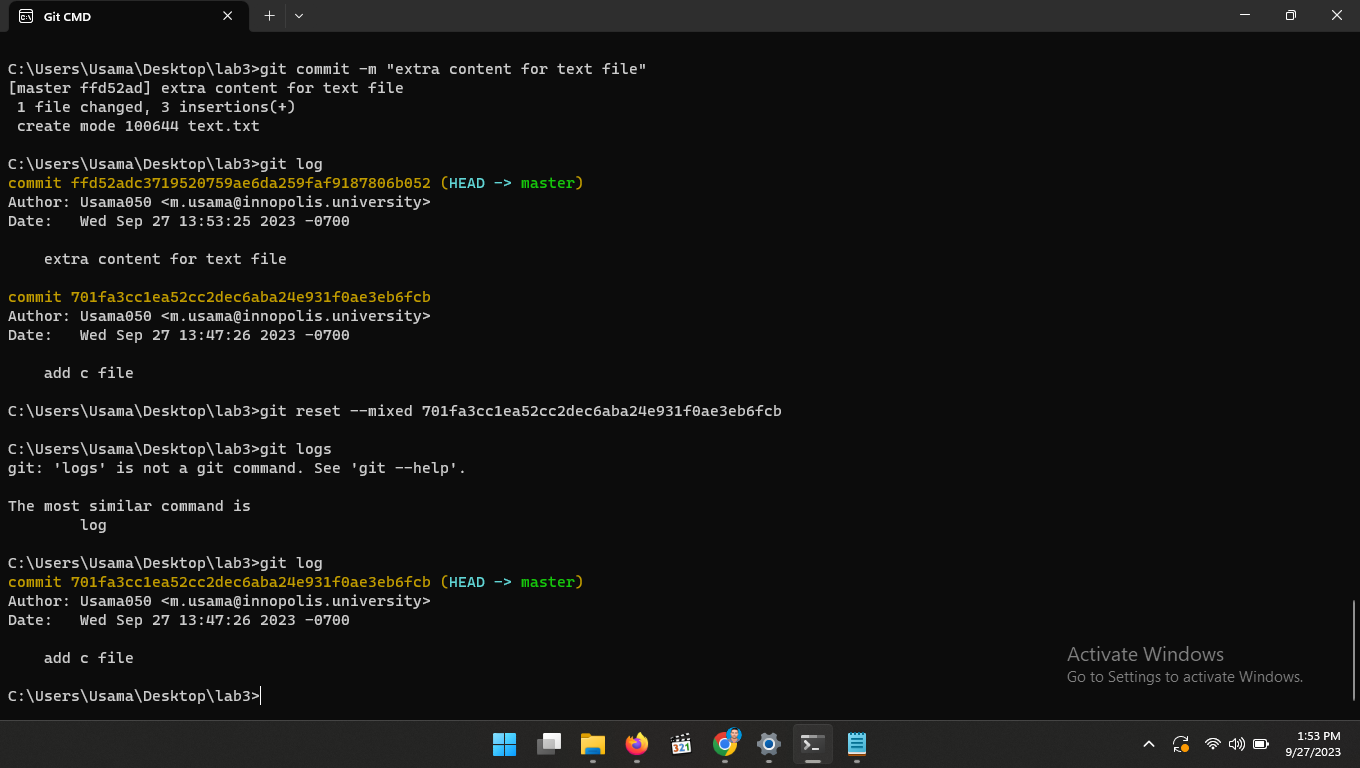 Git CMD
C:\Users\Usama\Desktop\lab3>git commit -m "extra content for text file"
[master ffd52ad] extra content for text file
 1 file changed, 3 insertions(+)
 create mode 100644 text.txt
C:\Users\Usama\Desktop\lab3>git log
commit ffd52adc3719520759ae6da259faf9187806b052 (HEAD -> master)
Author: Usama050 <m.usama@innopolis.university>
Date:   Wed Sep 27 13:53:25 2023 -0700
    extra content for text file
commit 701fa3cc1ea52cc2dec6aba24e931f0ae3eb6fcb
Author: Usama050 <m.usama@innopolis.university>
Date:   Wed Sep 27 13:47:26 2023 -0700
    add c file
C:\Users\Usama\Desktop\lab3>git reset --mixed 701fa3cc1ea52cc2dec6aba24e931f0ae3eb6fcb
C:\Users\Usama\Desktop\lab3>git logs
git: 'logs' is not a git command. See 'git --help'.
The most similar command is
        log
C:\Users\Usama\Desktop\lab3>git log
commit 701fa3cc1ea52cc2dec6aba24e931f0ae3eb6fcb (HEAD -> master)
Author: Usama050 <m.usama@innopolis.university>
Date:   Wed Sep 27 13:47:26 2023 -0700
    add c file
C:\Users\Usama\Desktop\lab3>
Activate Windows
Go to Settings to activate Windows.
321
1:53 PM
9/27/2023